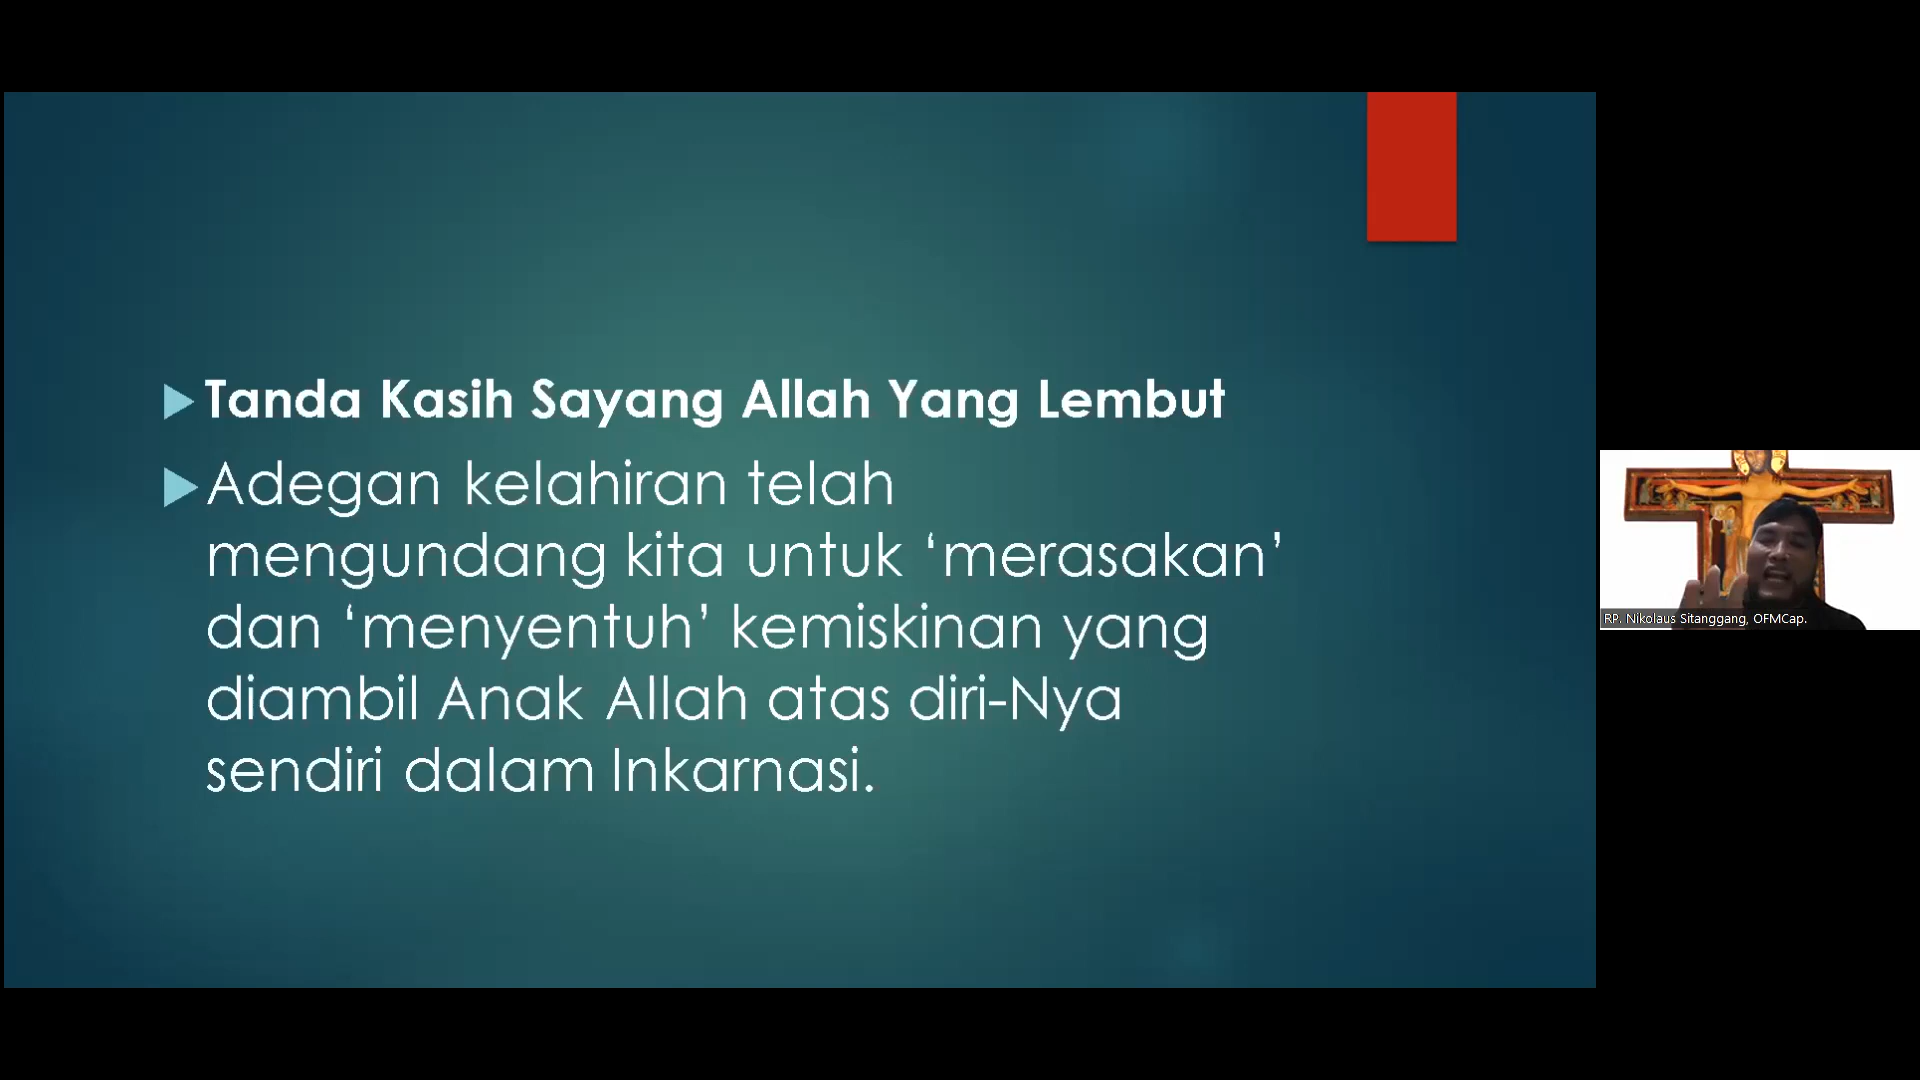 Tanda Kasih Sayang Allah Yang Lembut
Adegan kelahiran telah
mengundang kita untuk ‘merasakan’
dan ‘menyentuh’ kemiskinan yang
diambil Anak Allah atas diri-Nya
sendiri dalam Inkarnasi.
RP. Nikolaus Sitanggang, OFMCap.